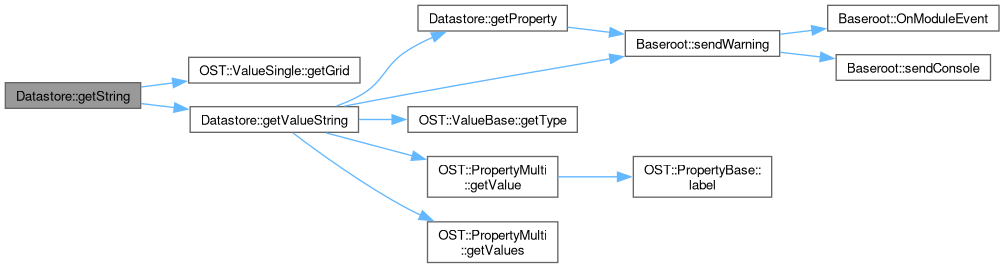 Datastore::getString
OST::ValueSingle::getGrid
Datastore::getValueString
Datastore::getProperty
OST::ValueBase::getType
OST::PropertyMulti
::getValue
OST::PropertyMulti
::getValues
Baseroot::sendWarning
OST::PropertyBase::
label
Baseroot::OnModuleEvent
Baseroot::sendConsole